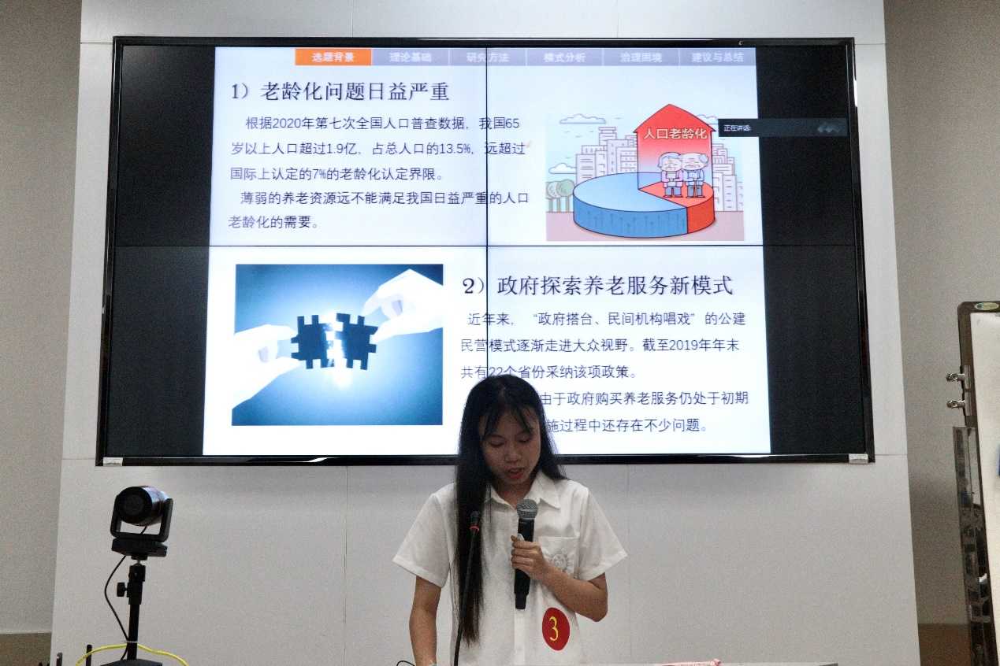 选题背景 理论基础 研究方法 模式分析 治理困境 建议与总结
1）老龄化问题日益严重
根据2020年第七次全国人口普查数据，我国65
岁以上人口超过1.9亿，占总人口的13.5%，远超过
国际上认定的7%的老龄化认定界限。
薄弱的养老资源远不能满足我国日益严重的人口
老龄化的需要。
人口老龄化
正在讲话:
2）政府探索养老服务新模式
近年来，“政府搭台、民间机构唱戏”的公建
民营模式逐渐走进大众视野。截至2019年年末
共有22个省份采纳该项政策。
由于政府购买养老服务仍处于初期
施过程中还存在不少问题。
3